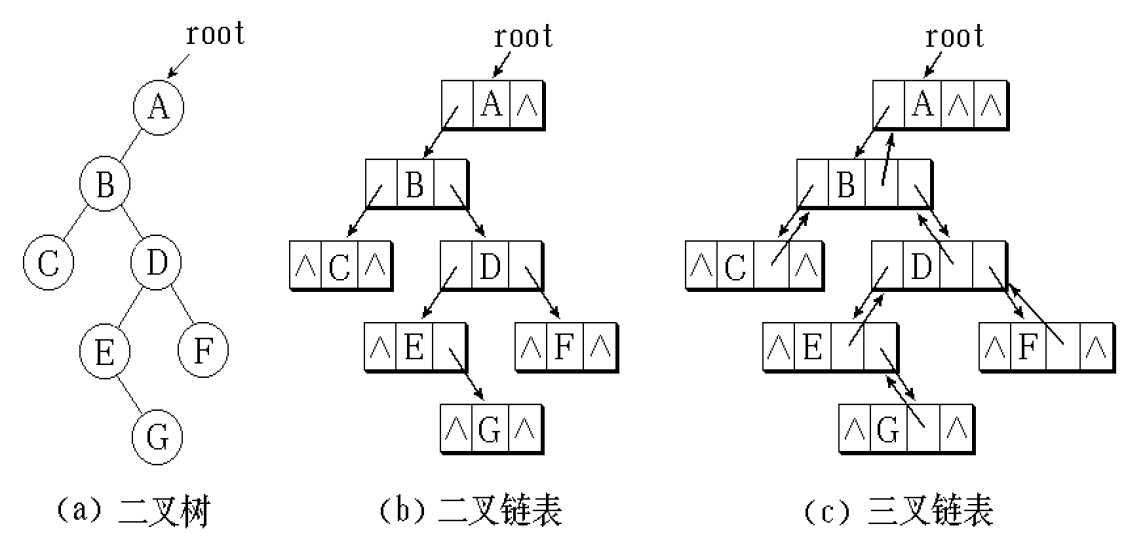 root
A
B
C D
E F
G
(a) 二叉树
root
A ∧
B
∧ C ∧ D
∧ E ∧ F ∧
∧ G ∧
(b) 二叉链表
root
A ∧ ∧
B
∧ C ∧ D
∧ E ∧ F ∧
∧ G ∧
(c) 三叉链表